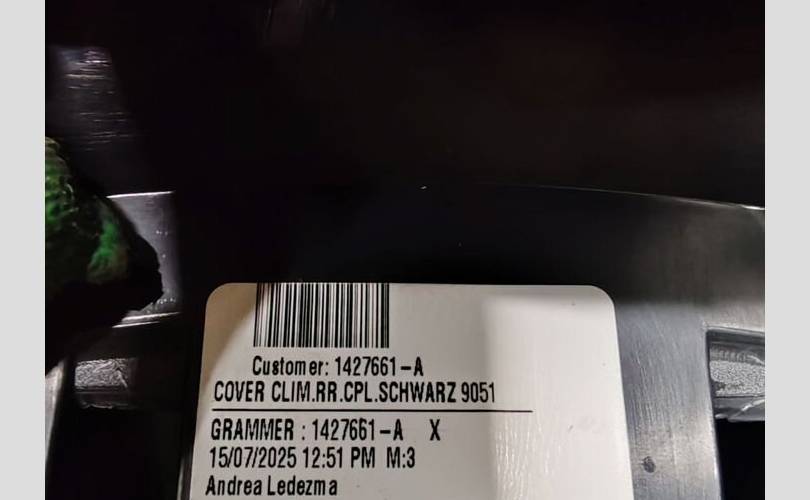 Customer: 1427661-A
COVER CLIM.RR.CPL.SCHWARZ 9051
GRAMMER : 1427661-A X
15/07/2025 12:51 PM M:3
Andrea Ledezma